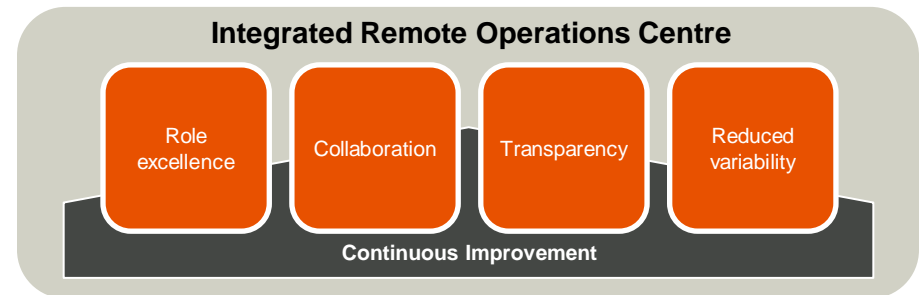 Integrated Remote Operations Centre
Role
excellence
Collaboration
Transparency
Reduced
variability
Continuous Improvement